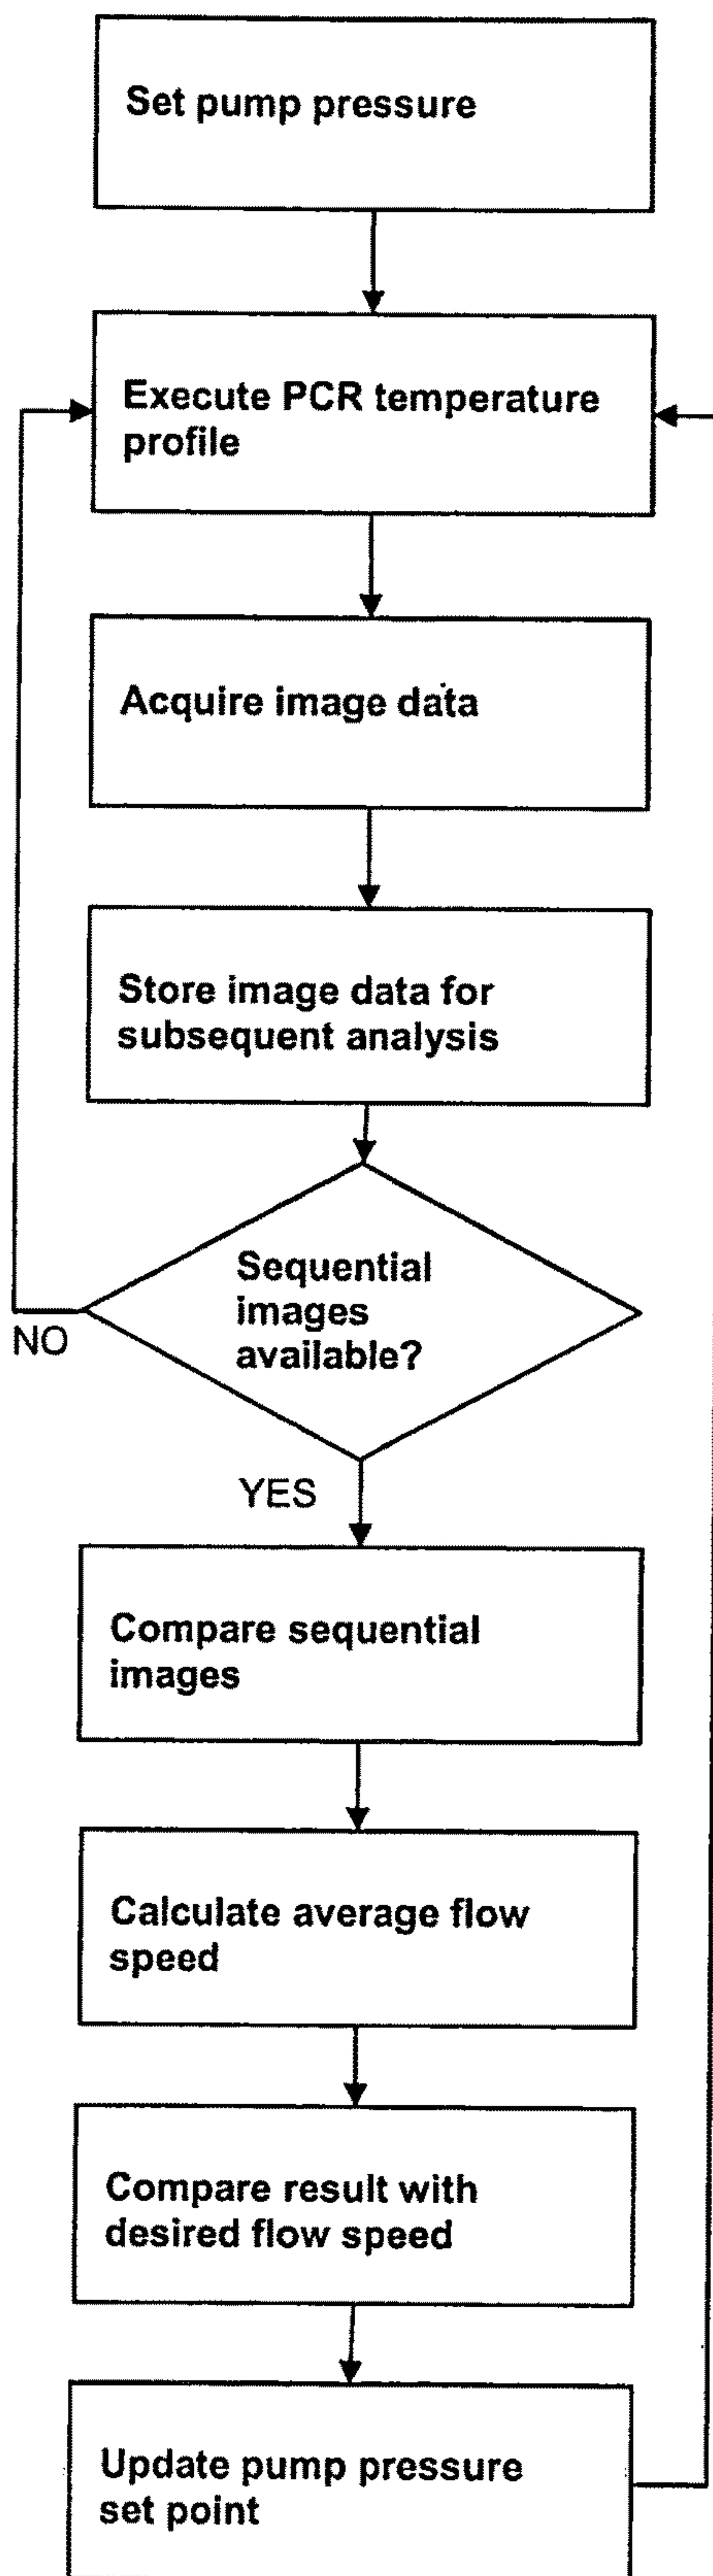 Set pump pressure
Execute PCR temperature
profile
Acquire image data
Store image data for
subsequent analysis
Sequential
images
available?
NO
YES
Compare sequential
images
Calculate average flow
speed
Compare result with
desired flow speed
Update pump pressure
set point